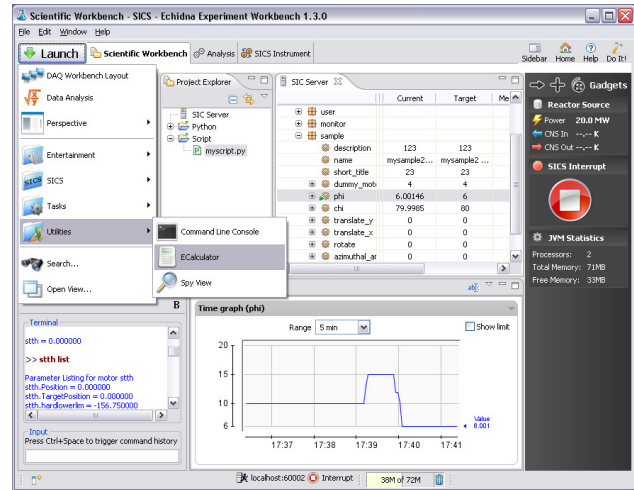 Scientific Workbench - SICS - Echidna Experiment Workbench 1.3.0
File Edit Window Help
Launch Scientific Workbench Analysis SICS Instrument
Sidebar Home Help Do It!
DAQ Workbench Layout
Data Analysis
Perspective
Entertainment
SICS
Tasks
Utilities
Search...
Open View...
Command Line Console
ECalculator
Spy View
Project Explorer
SIC Server
Python
Script
myscript.py
SIC Server
Current Target Me
user
monitor
sample
description 123 123
name mysample2... mysample2 ...
short_title 23 23
dummy_mot
phi 6.00146 6
chi 79.9985 80
translate_y 0 0
translate_x 0 0
rotate 0 0
azimuthal_ar 0 0
Gadgets
Reactor Source
Power 20.0 MW
CNS In --.-- K
CNS Out --.-- K
SICS Interrupt
JVM Statistics
Processors: 2
Total Memory: 71MB
Free Memory: 33MB
B
Terminal
stth = 0.000000
>> stth list
Parameter Listing for motor stth
stth.Position = 0.000000
stth.TargetPosition = 0.000000
stth.hardlowerlim = -156.750000
Input
Press Ctrl+Space to trigger command history
Time graph (phi)
Range 5 min Show limit
20
15
10
6
Value
6.001
17:37 17:38 17:39 17:40 17:41
localhost:60002 Interrupt 38M of 72M